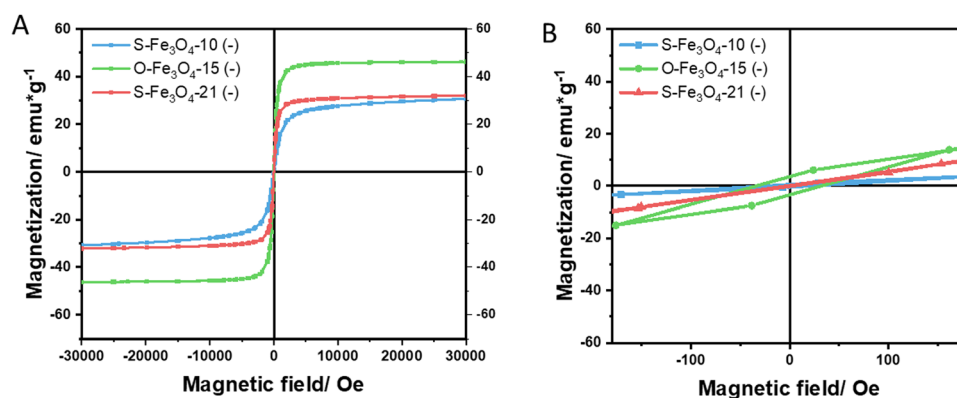 A
Magnetization/ emu*g⁻¹
60
40
20
0
-20
-40
-60
S-Fe₃O₄-10 (-)
O-Fe₃O₄-15 (-)
S-Fe₃O₄-21 (-)
60
40
20
0
-20
-40
-60
-30000 -20000 -10000 0 10000 20000 30000
Magnetic field/ Oe
B
Magnetization/ emu*g⁻¹
60
40
20
0
-20
-40
-60
S-Fe₃O₄-10 (-)
O-Fe₃O₄-15 (-)
S-Fe₃O₄-21 (-)
-100 0 100
Magnetic field/ Oe